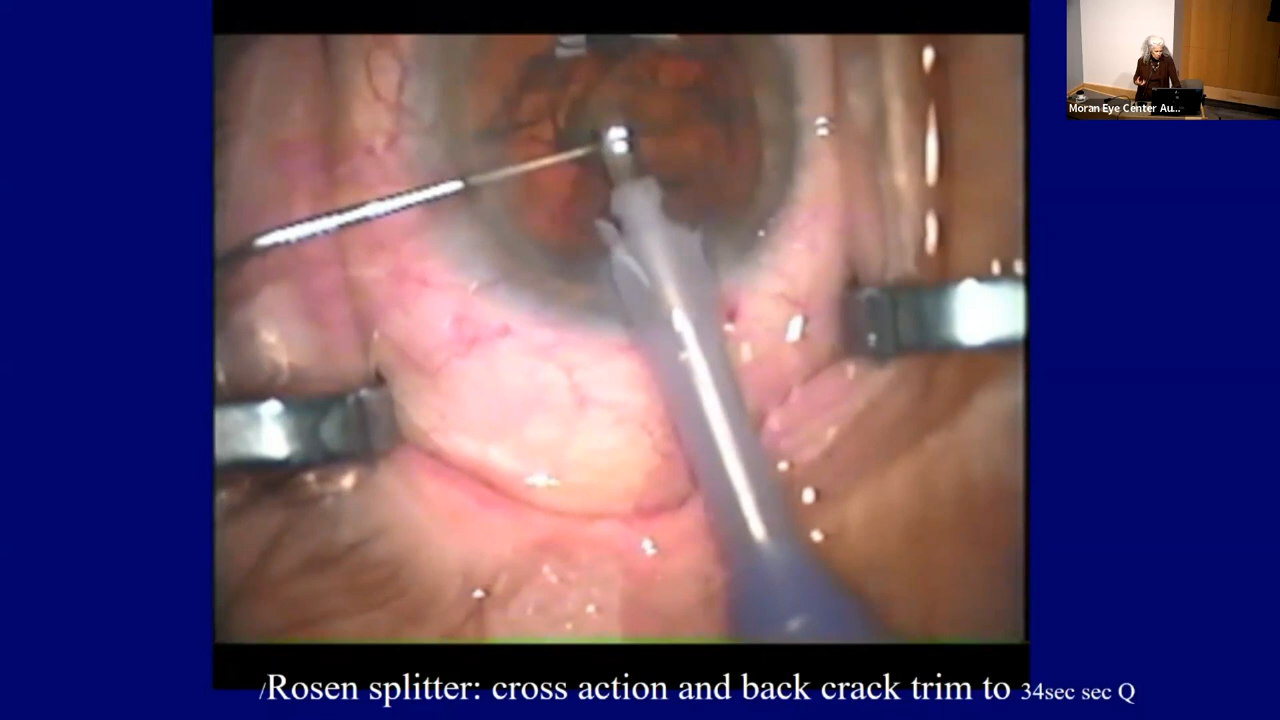 Moran Eye Center Au...
/Rosen splitter: cross action and back crack trim to 34sec sec Q